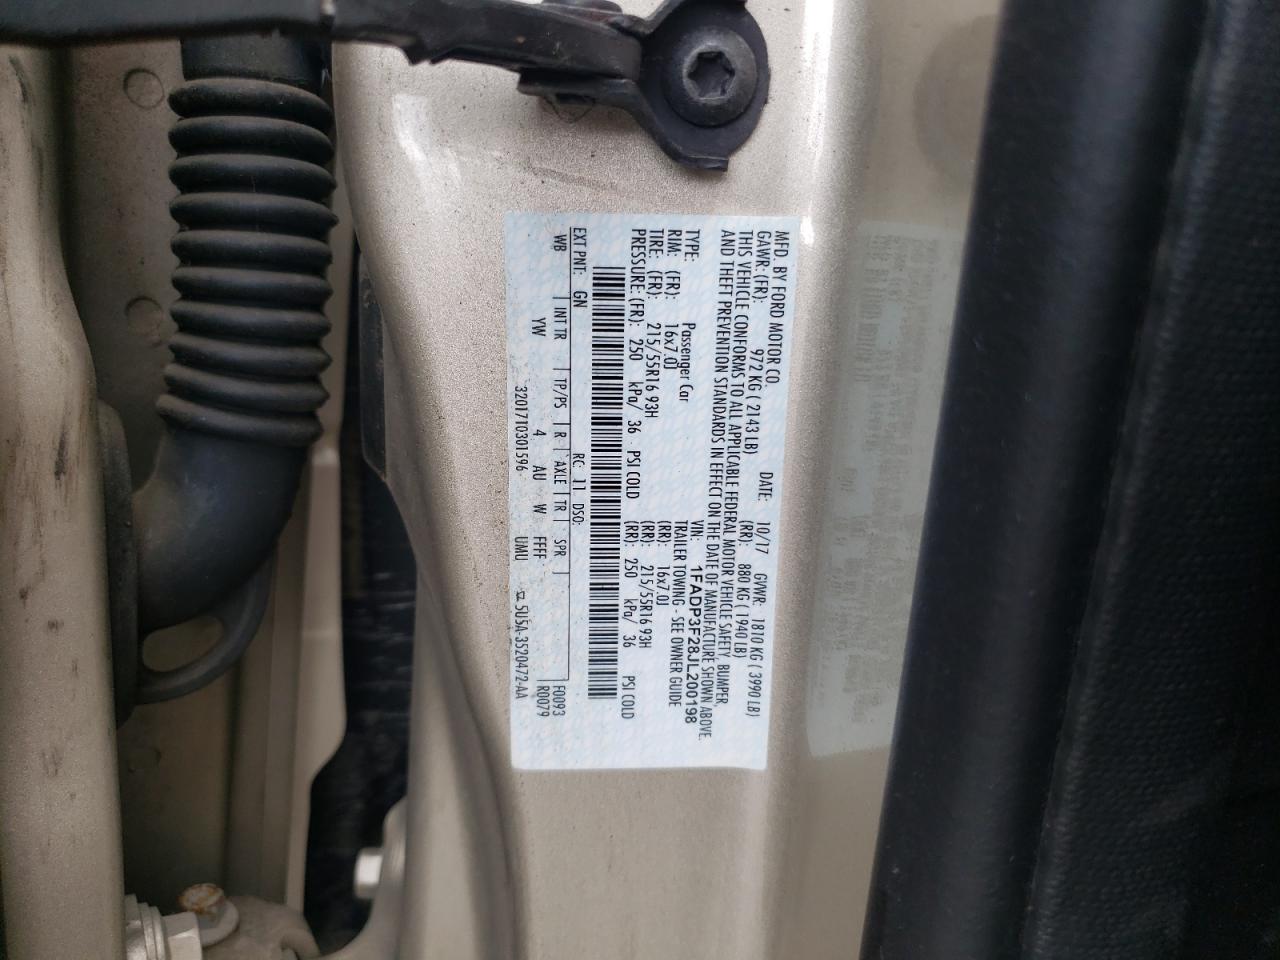 MFD. BY FORD MOTOR CO.
DATE: 10/17 GVWR: 1810 KG ( 3990 LB)
GAWR: (FR): 972 KG ( 2143 LB) (RR): 880 KG ( 1940 LB)
THIS VEHICLE CONFORMS TO ALL APPLICABLE FEDERAL MOTOR VEHICLE SAFETY, BUMPER,
AND THEFT PREVENTION STANDARDS IN EFFECT ON THE DATE OF MANUFACTURE SHOWN ABOVE.
VIN: 1FADP3F28JL200198
TYPE: Passenger Car TRAILER TOWING - SEE OWNER GUIDE
RIM: (FR): 16x7.0J (RR): 16x7.0J
TIRE: (FR): 215/55R16 93H (RR): 215/55R16 93H
PRESSURE: (FR): 250 kPa/ 36 PSI COLD (RR): 250 kPa/ 36 PSI COLD
EXT PNT: GN RC: 11 DSO:
WB INT TR TP/PS R AXLE TR SPR F0093
YW 4 AU W FFFF R0079
3201710301596 UMU 5U5A-3520472-AA